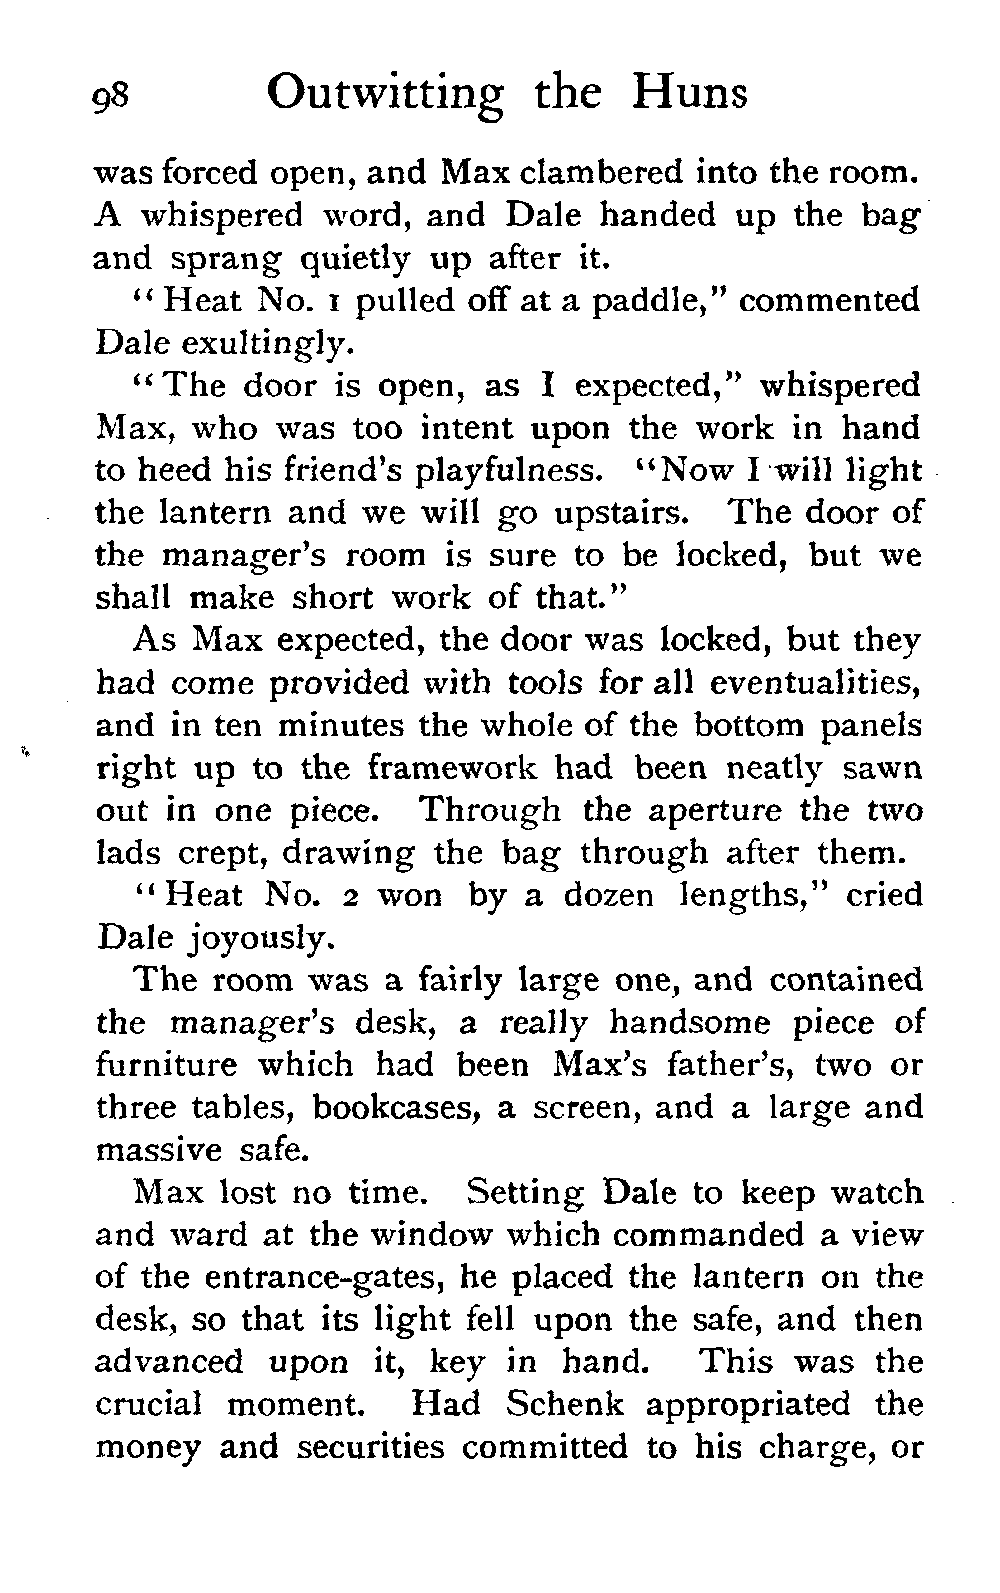 98 Outwitting the Huns
was forced open, and Max clambered into the room.
A whispered word, and Dale handed up the bag
and sprang quietly up after it.
“Heat No. 1 pulled off at a paddle,” commented
Dale exultingly.
“The door is open, as I expected,” whispered
Max, who was too intent upon the work in hand
to heed his friend’s playfulness. “Now I will light
the lantern and we will go upstairs. The door of
the manager’s room is sure to be locked, but we
shall make short work of that.”
As Max expected, the door was locked, but they
had come provided with tools for all eventualities,
and in ten minutes the whole of the bottom panels
right up to the framework had been neatly sawn
out in one piece. Through the aperture the two
lads crept, drawing the bag through after them.
“Heat No. 2 won by a dozen lengths,” cried
Dale joyously.
The room was a fairly large one, and contained
the manager’s desk, a really handsome piece of
furniture which had been Max’s father’s, two or
three tables, bookcases, a screen, and a large and
massive safe.
Max lost no time. Setting Dale to keep watch
and ward at the window which commanded a view
of the entrance-gates, he placed the lantern on the
desk, so that its light fell upon the safe, and then
advanced upon it, key in hand. This was the
crucial moment. Had Schenk appropriated the
money and securities committed to his charge, or